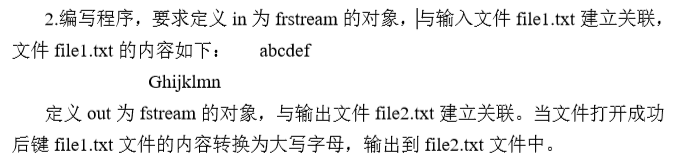 2.编写程序，要求定义 in 为 frstream 的对象，与输入文件 file1.txt 建立关联，
文件 file1.txt 的内容如下： abcdef
Ghijklmn
定义 out 为 fstream 的对象，与输出文件 file2.txt 建立关联。当文件打开成功
后键 file1.txt 文件的内容转换为大写字母，输出到 file2.txt 文件中。